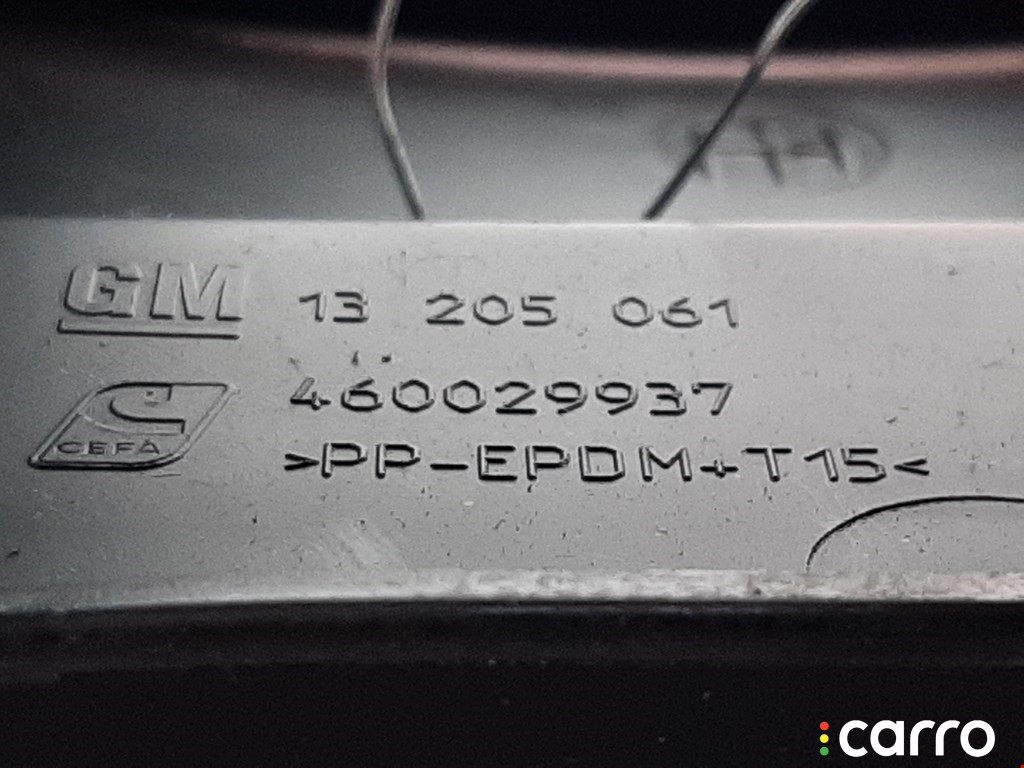 GM 13 205 061
460029937
CEFA
>PP-EPDM+T15<
carro